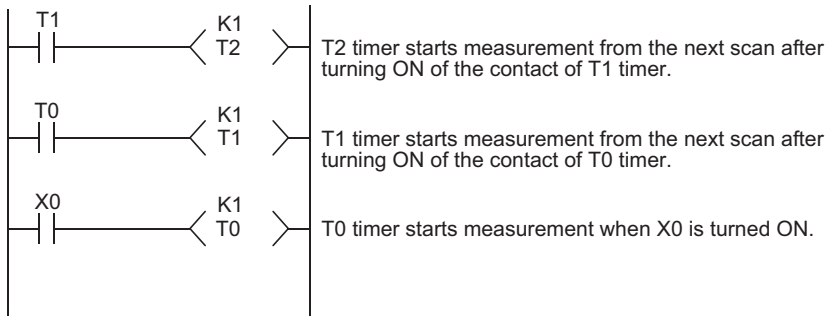 T1
K1
T2
T2 timer starts measurement from the next scan after
turning ON of the contact of T1 timer.
T0
K1
T1
T1 timer starts measurement from the next scan after
turning ON of the contact of T0 timer.
X0
K1
T0
T0 timer starts measurement when X0 is turned ON.